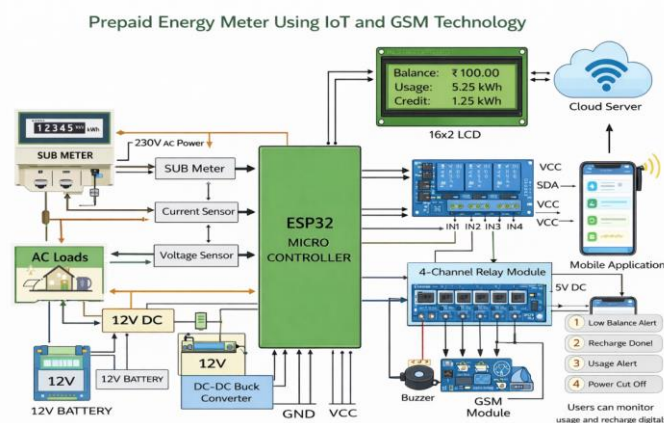 Prepaid Energy Meter Using IoT and GSM Technology
Balance: ₹ 100.00
Usage: 5.25 kWh
Credit: 1.25 kWh
16x2 LCD
Cloud Server
12345
kWh
SUB METER
230V AC Power
SUB Meter
Current Sensor
Voltage Sensor
ESP32
MICRO
CONTROLLER
VCC
SDA
VCC
VCC
IN1 IN2 IN3 IN4
Mobile Application
AC Loads
4-Channel Relay Module
5V DC
12V DC
12V
12V
12V BATTERY
12V BATTERY
DC-DC Buck
Converter
GND
VCC
Buzzer
GSM
Module
1 Low Balance Alert
2 Recharge Done!
3 Usage Alert
4 Power Cut Off
Users can monitor
usage and recharge digital